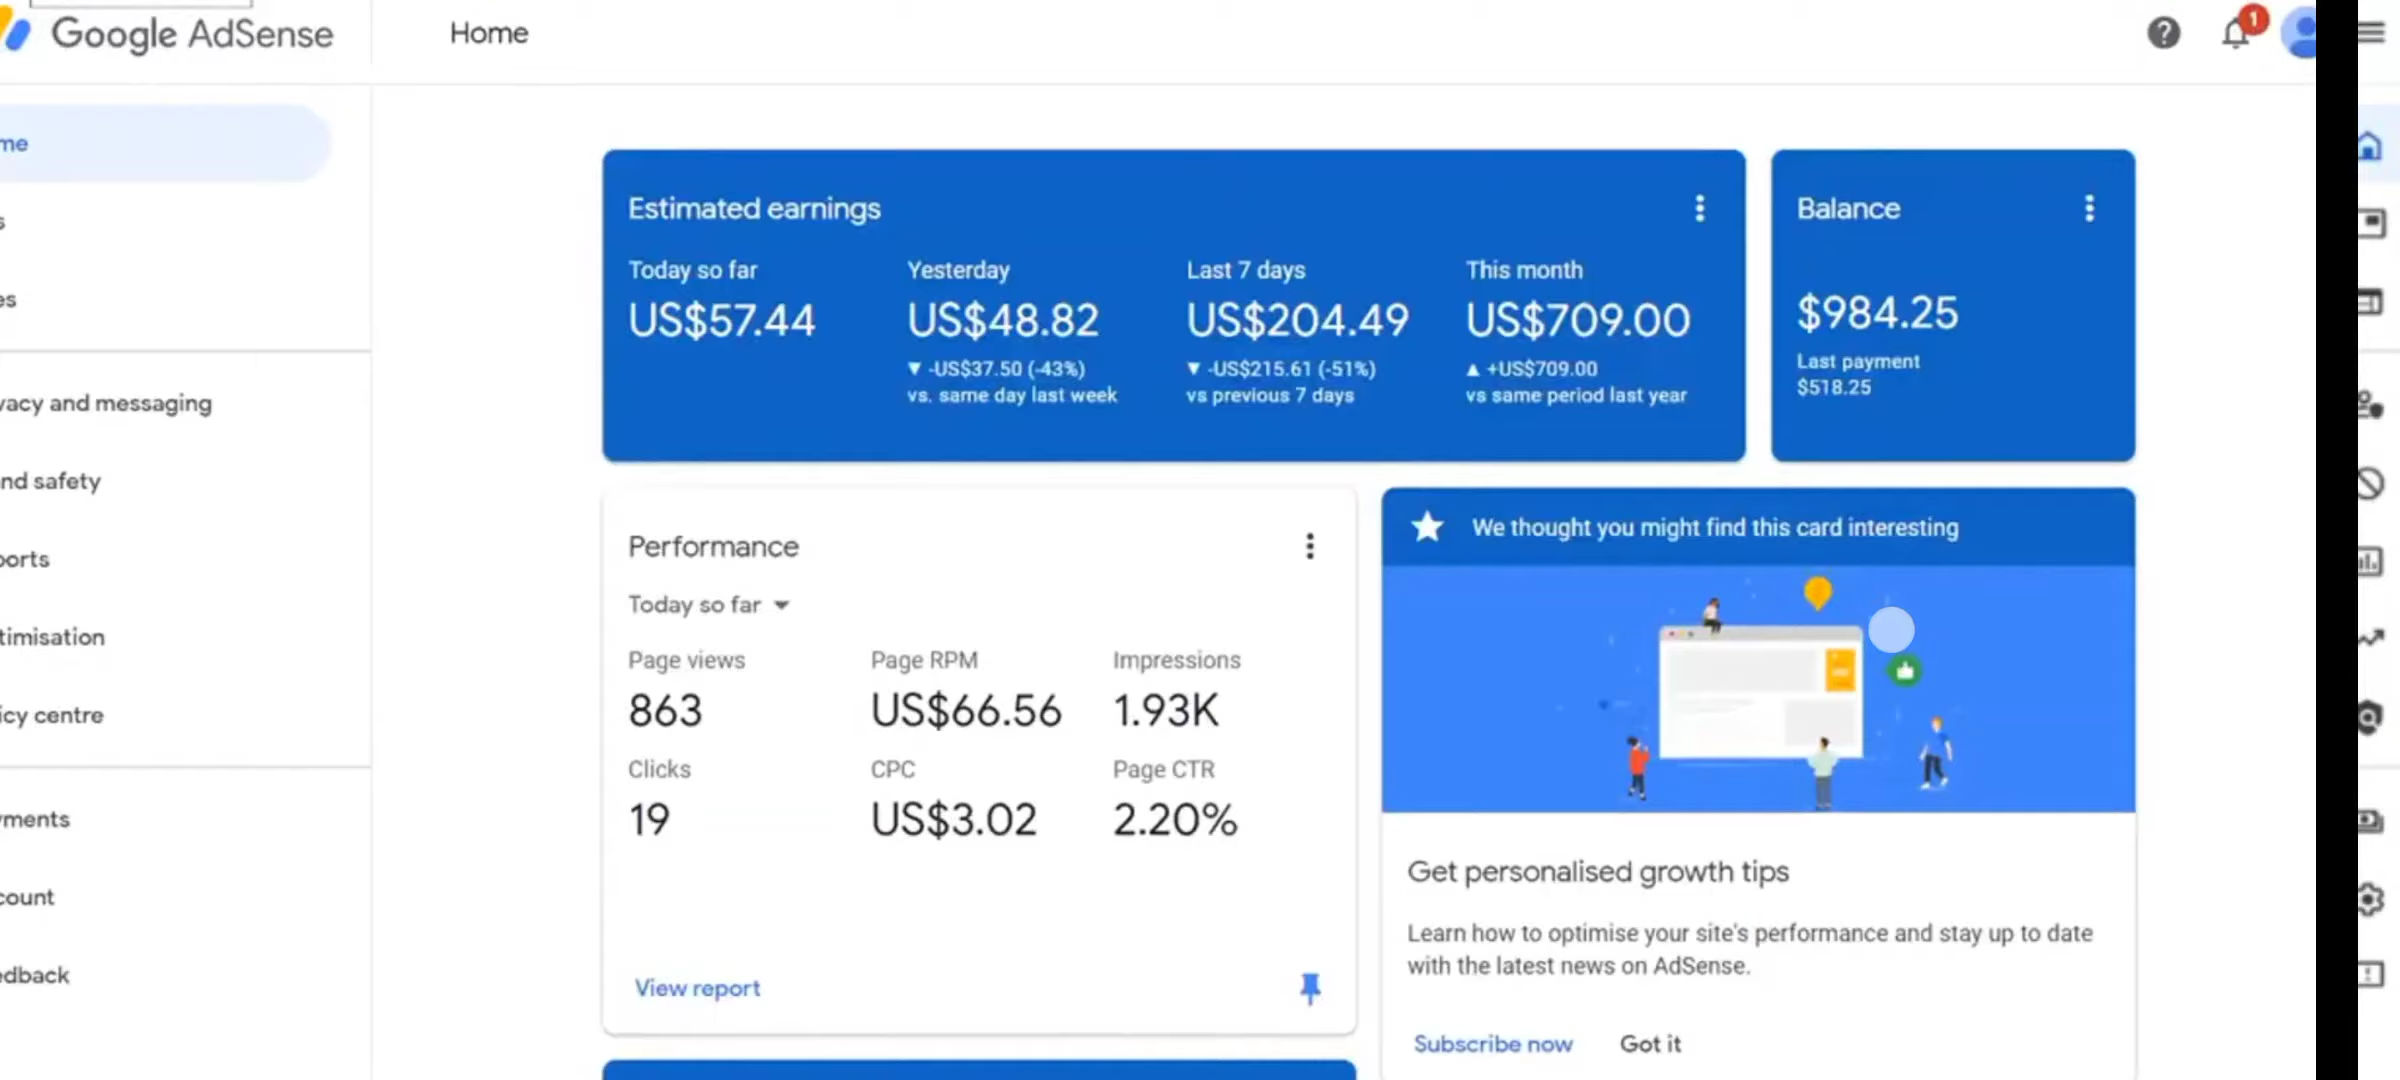 Google AdSense
Home
1
me
s
es
vacy and messaging
nd safety
ports
timisation
icy centre
ments
count
edback
Estimated earnings
Today so far
US$57.44
Yesterday
US$48.82
▼ -US$37.50 (-43%)
vs. same day last week
Last 7 days
US$204.49
▼ -US$215.61 (-51%)
vs previous 7 days
This month
US$709.00
▲ +US$709.00
vs same period last year
Balance
$984.25
Last payment
$518.25
Performance
Today so far
Page views
863
Page RPM
US$66.56
Impressions
1.93K
Clicks
19
CPC
US$3.02
Page CTR
2.20%
View report
We thought you might find this card interesting
Get personalised growth tips
Learn how to optimise your site's performance and stay up to date
with the latest news on AdSense.
Subscribe now
Got it